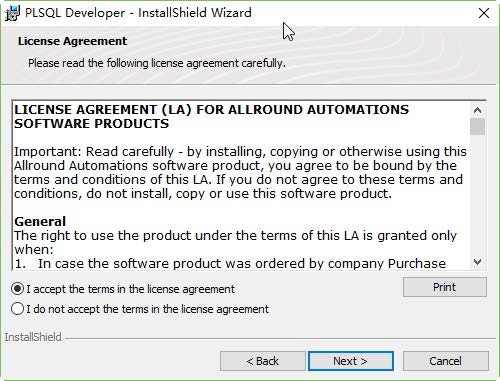 PLSQL Developer - InstallShield Wizard
License Agreement
Please read the following license agreement carefully.
LICENSE AGREEMENT (LA) FOR ALLROUND AUTOMATIONS
SOFTWARE PRODUCTS
Important: Read carefully - by installing, copying or otherwise using this
Allround Automations software product, you agree to be bound by the
terms and conditions of this LA. If you do not agree to these terms and
conditions, do not install, copy or use this software product.
General
The right to use the product under the terms of this LA is granted only
when:
1. In case the software product was ordered by company Purchase
I accept the terms in the license agreement
Print
I do not accept the terms in the license agreement
InstallShield
< Back
Next >
Cancel